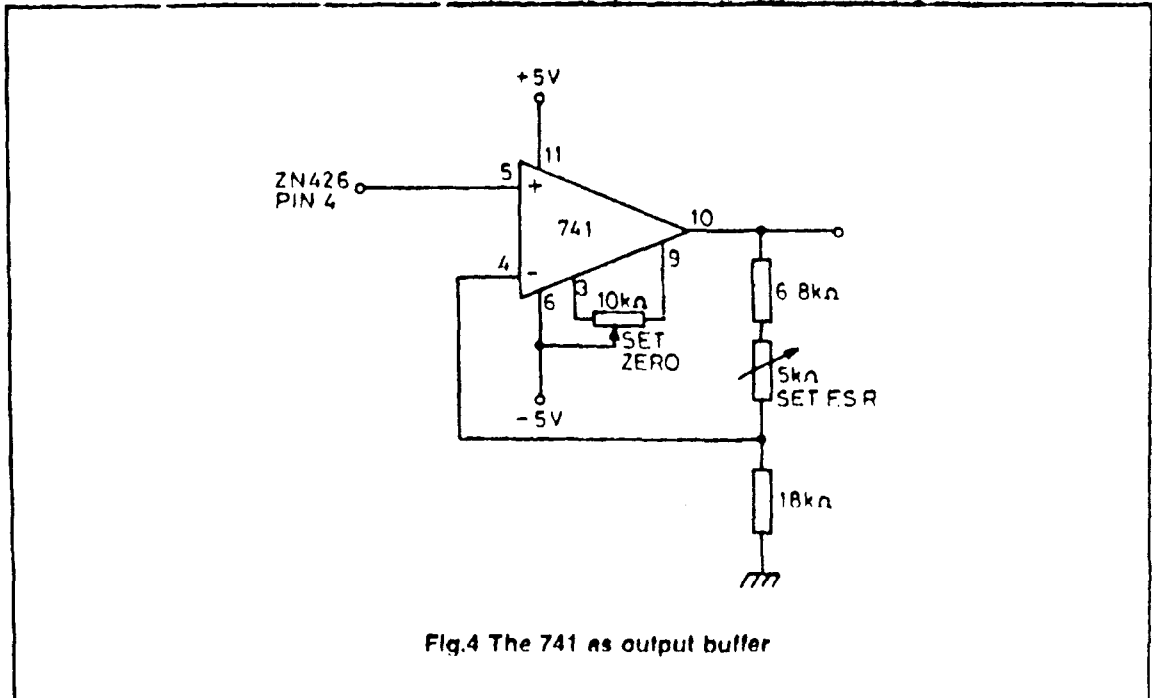 +5V
11
ZN426
PIN 4
5
+
741
10
9
4
-
6
3
10kΩ
SET
ZERO
-5V
6 8kΩ
5kΩ
SET F.S R
18kΩ
Fig.4 The 741 as output buffer